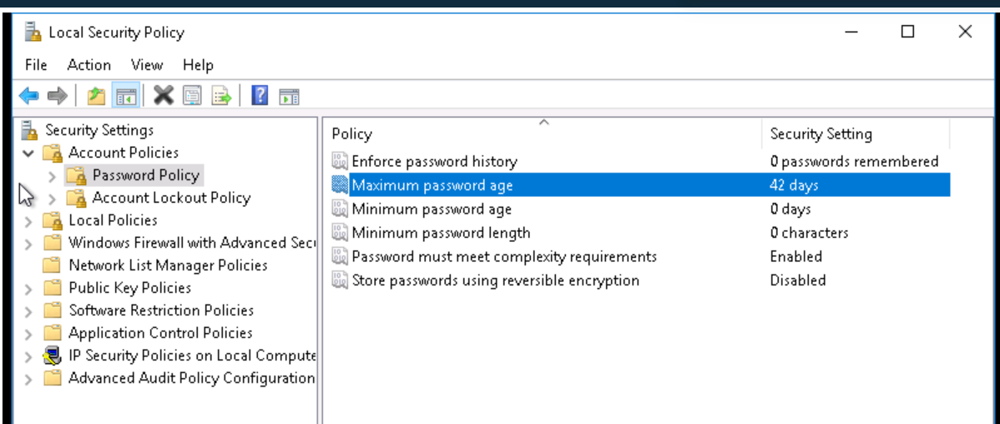 Local Security Policy
File Action View Help
Security Settings
Account Policies
Password Policy
Account Lockout Policy
Local Policies
Windows Firewall with Advanced Secu
Network List Manager Policies
Public Key Policies
Software Restriction Policies
Application Control Policies
IP Security Policies on Local Compute
Advanced Audit Policy Configuration
Policy Security Setting
Enforce password history 0 passwords remembered
Maximum password age 42 days
Minimum password age 0 days
Minimum password length 0 characters
Password must meet complexity requirements Enabled
Store passwords using reversible encryption Disabled